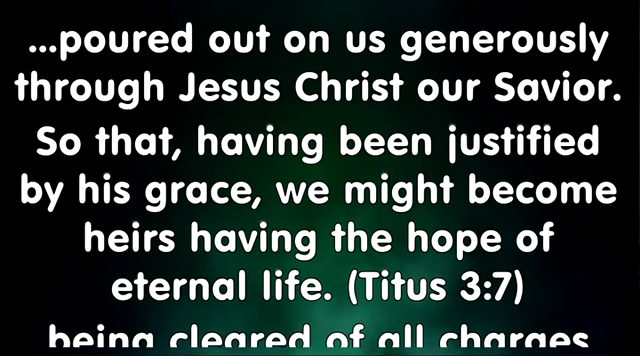 ...poured out on us generously
through Jesus Christ our Savior.
So that, having been justified
by his grace, we might become
heirs having the hope of
eternal life. (Titus 3:7)
being cleared of all charges